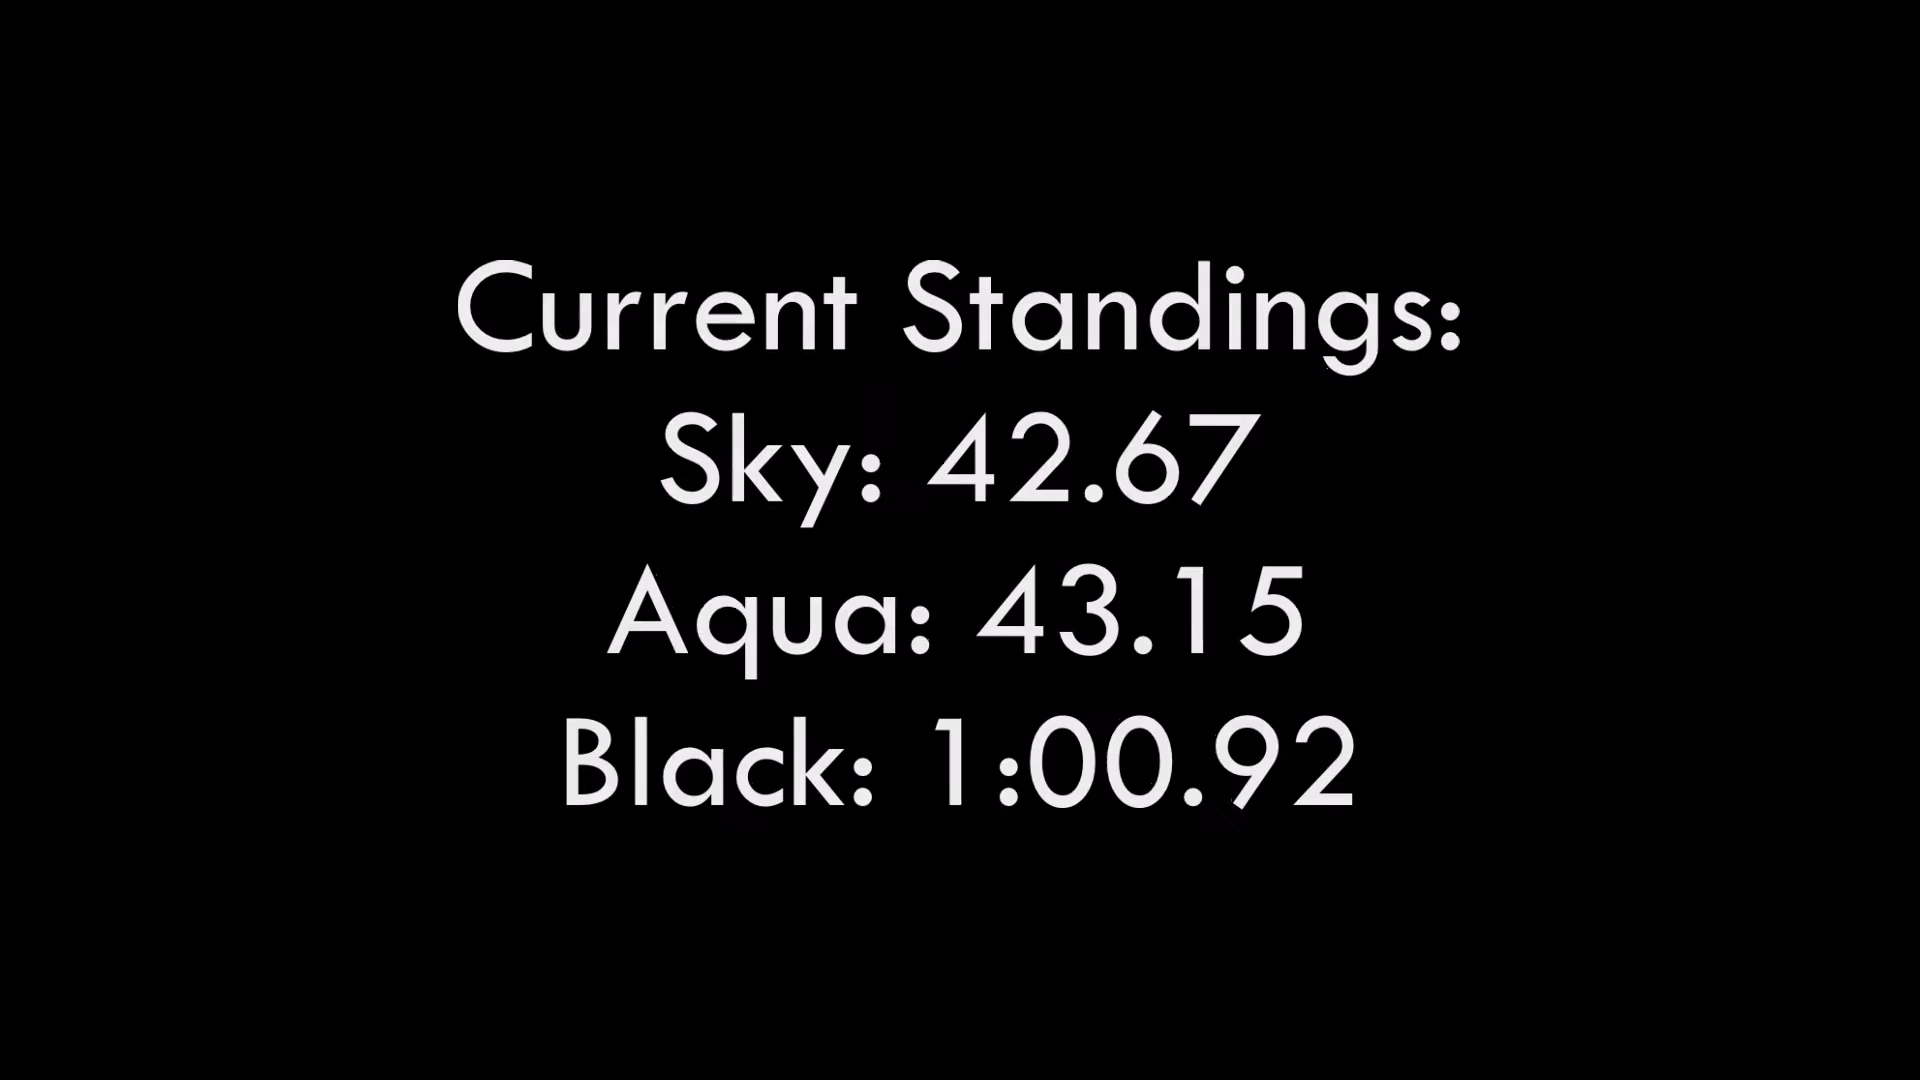 Current Standings:
Sky: 42.67
Aqua: 43.15
Black: 1:00.92